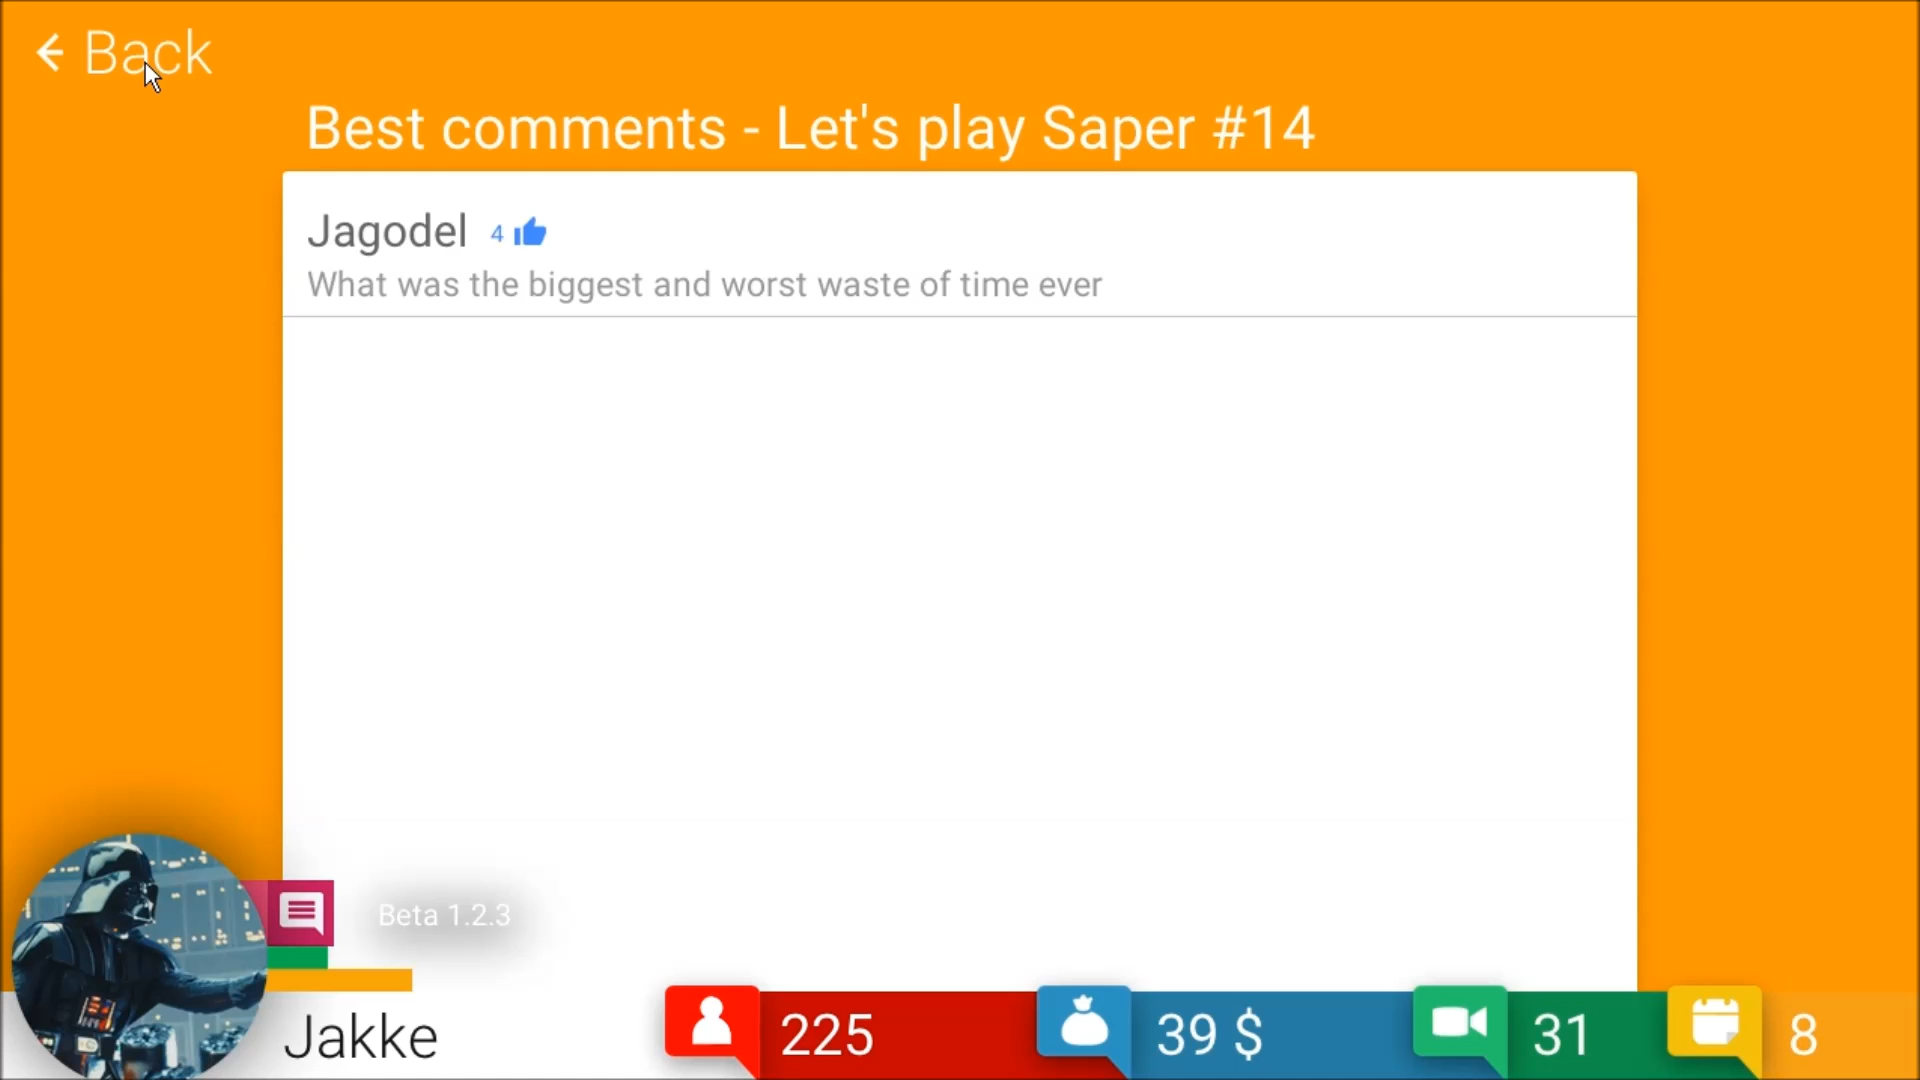 Back
Best comments - Let's play Saper #14
Jagodel 4
What was the biggest and worst waste of time ever
Beta 1.2.3
Jakke 225 39 $ 31 8